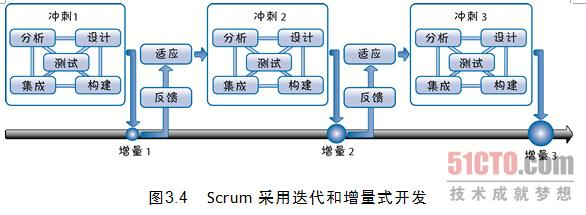 冲刺1
分析
设计
测试
集成
构建
适应
反馈
增量 1
冲刺 2
分析
设计
测试
集成
构建
适应
反馈
增量 2
冲刺 3
分析
设计
测试
集成
构建
增量 3
51CTO.com
技术成就梦想
图3.4 Scrum 采用迭代和增量式开发